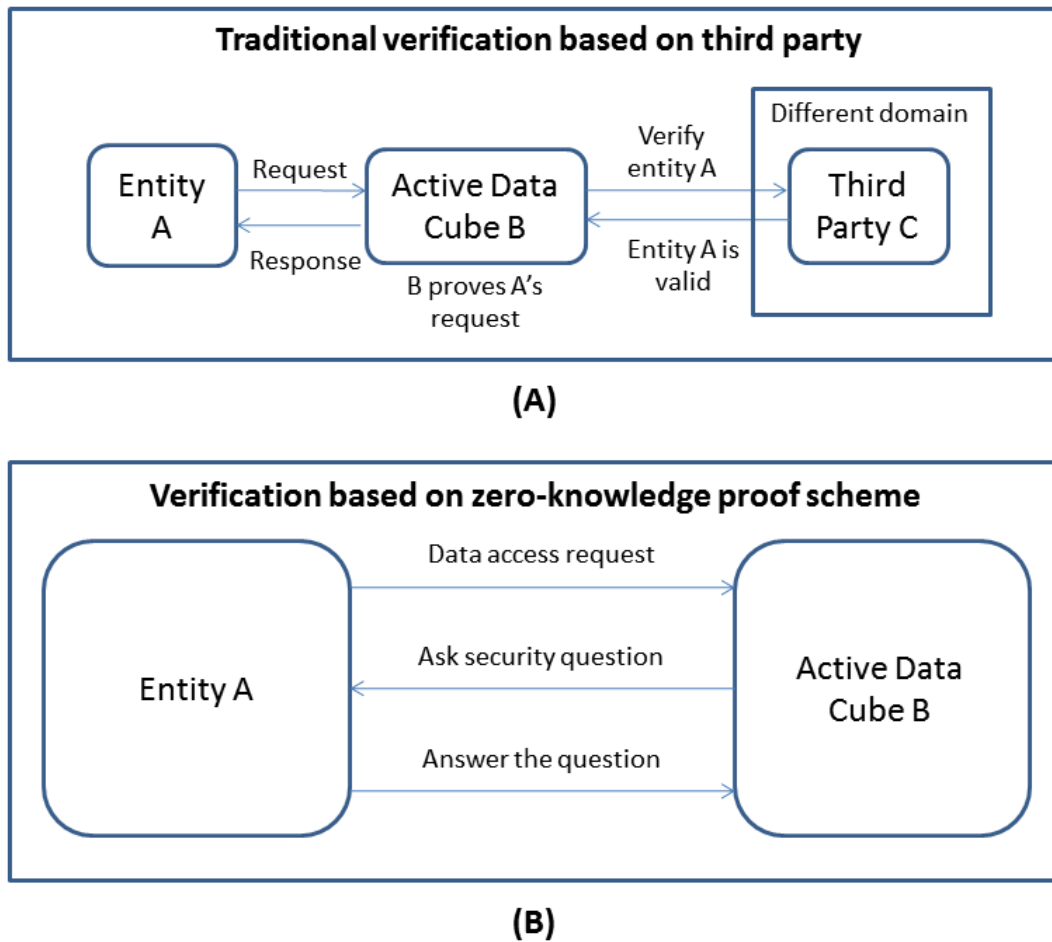 Traditional verification based on third party
Different domain
Entity
A
Request
Response
Active Data
Cube B
B proves A's
request
Verify
entity A
Entity A is
valid
Third
Party C
(A)
Verification based on zero-knowledge proof scheme
Entity A
Data access request
Ask security question
Answer the question
Active Data
Cube B
(B)